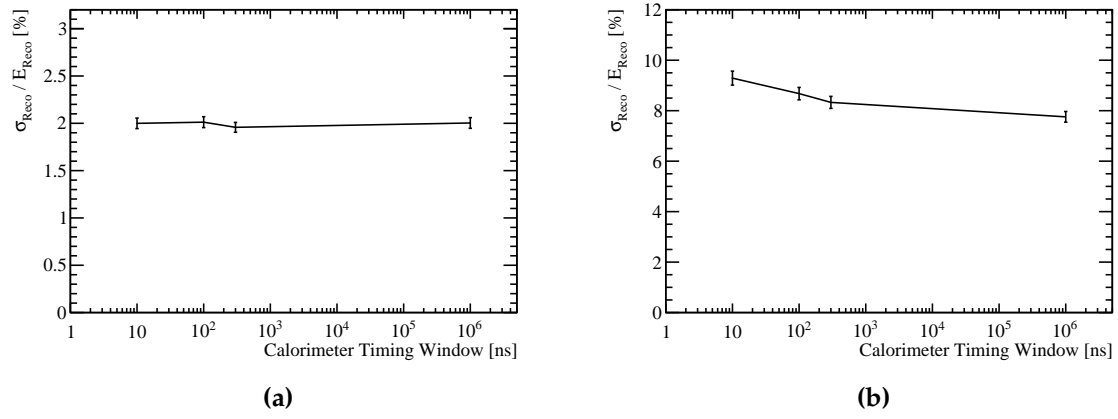 σReco / EReco [%]
3
2.5
2
1.5
1
0.5
0
1 10 10² 10³ 10⁴ 10⁵ 10⁶
Calorimeter Timing Window [ns]
(a)
σReco / EReco [%]
12
10
8
6
4
2
0
1 10 10² 10³ 10⁴ 10⁵ 10⁶
Calorimeter Timing Window [ns]
(b)